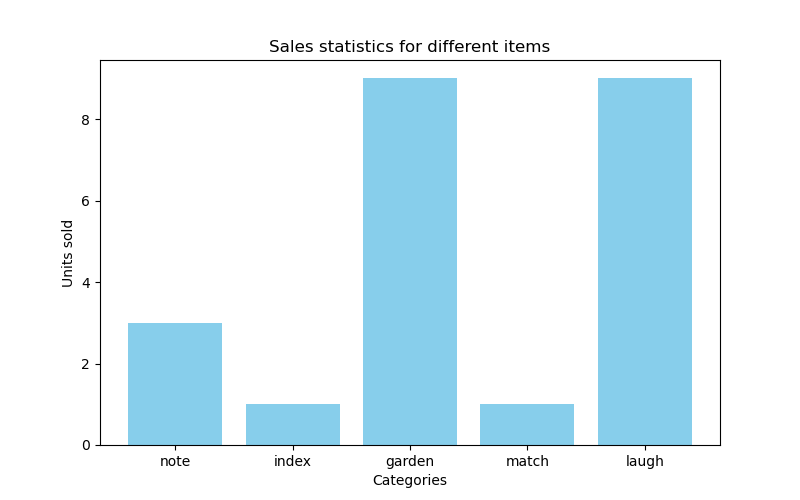 Sales statistics for different items
Units sold
8
6
4
2
0
note index garden match laugh
Categories